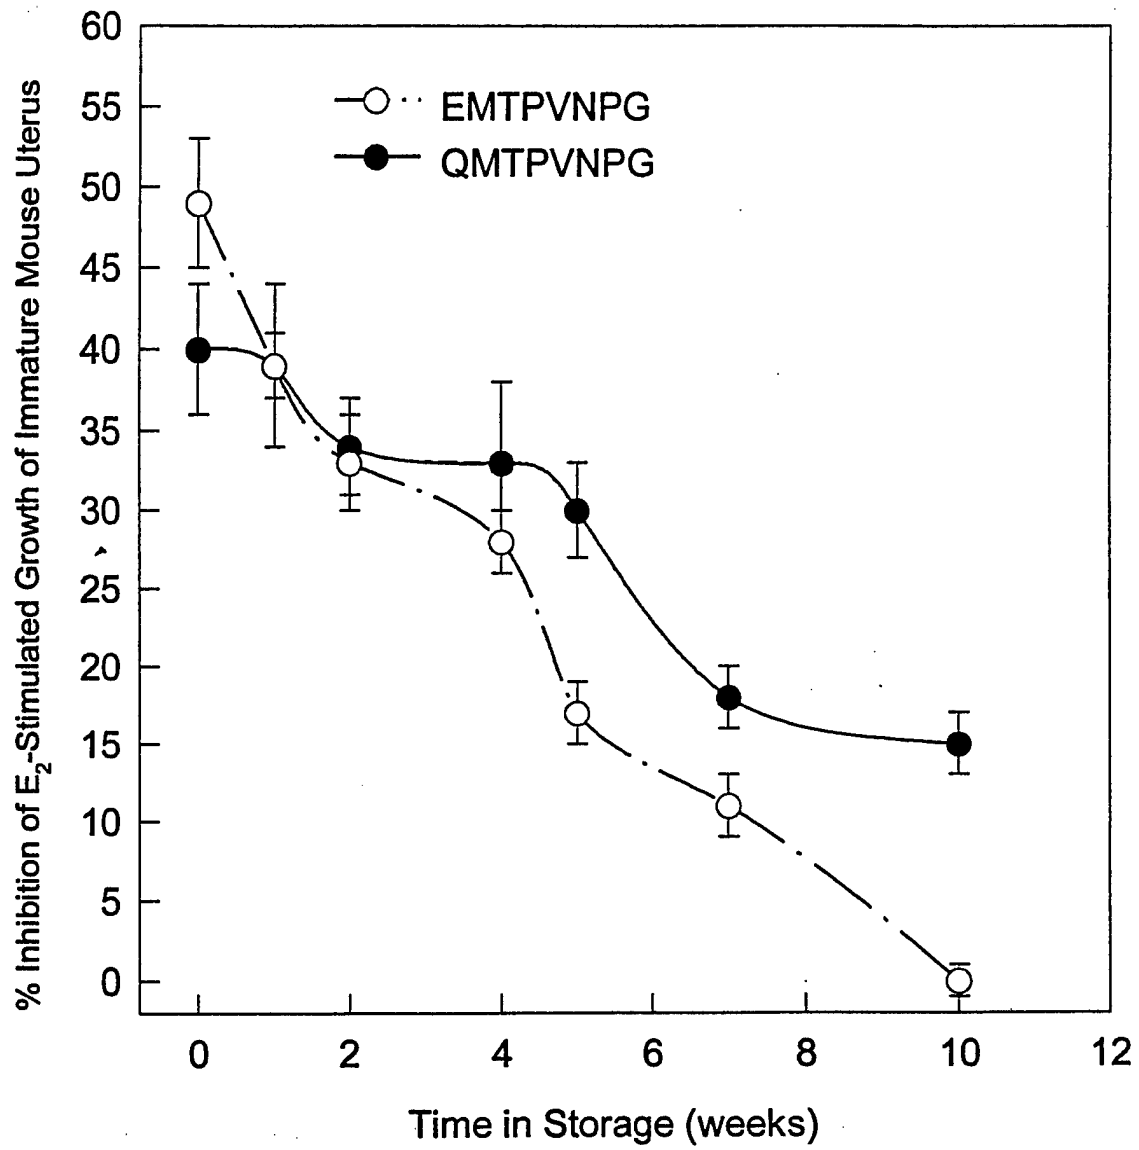 % Inhibition of E₂-Stimulated Growth of Immature Mouse Uterus
60
55
50
45
40
35
30
25
20
15
10
5
0
EMTPVNPG
QMTPVNPG
0 2 4 6 8 10 12
Time in Storage (weeks)